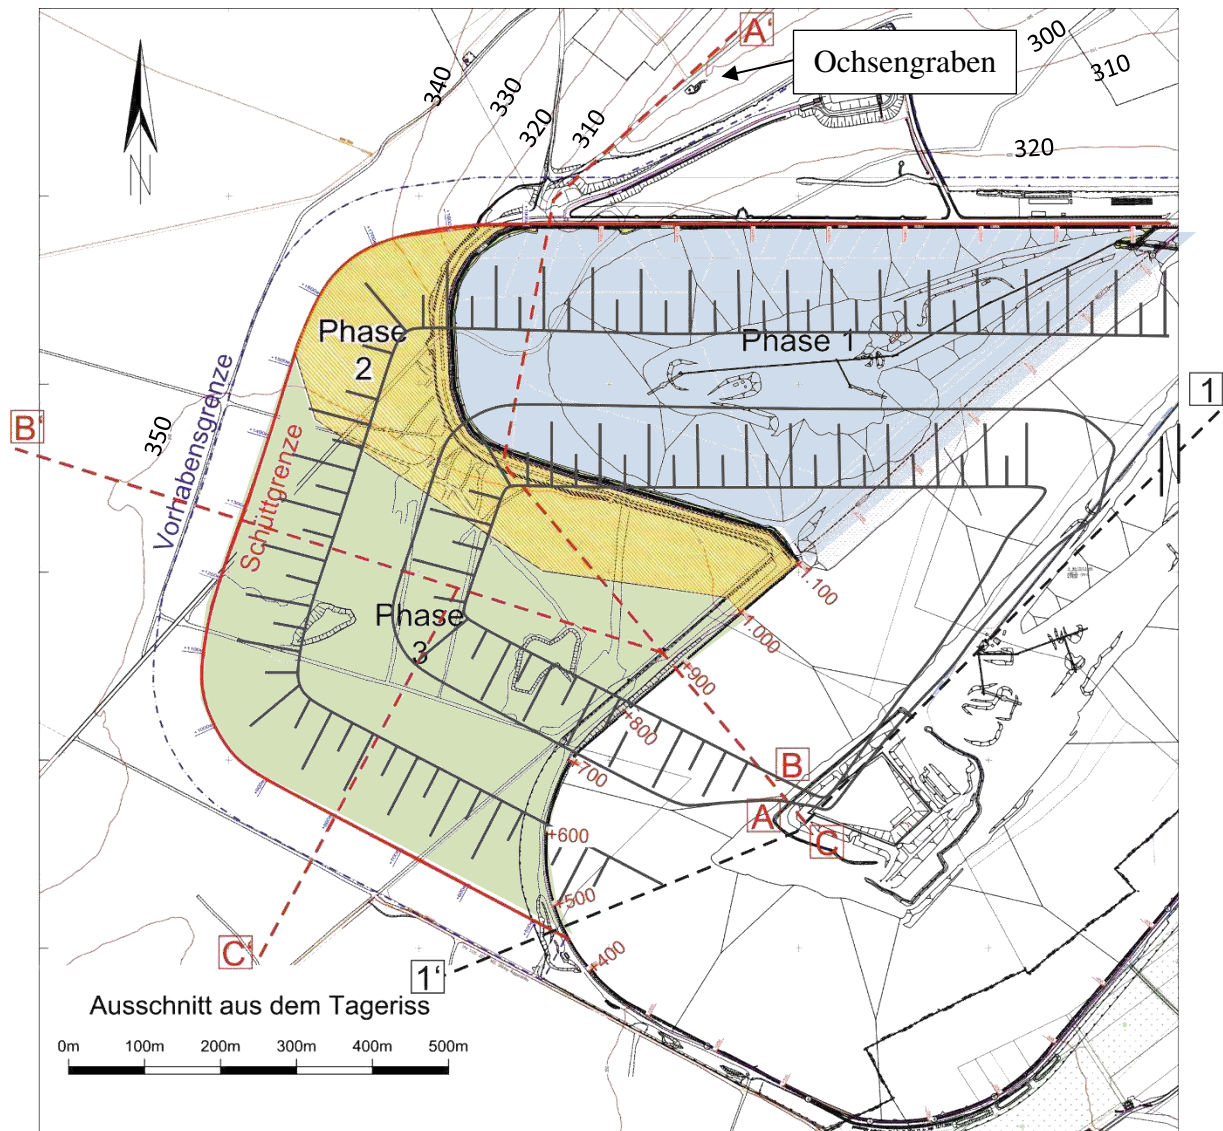 A'
Ochsengraben
300
310
340
330
320
310
320
N
Phase
2
Phase 1
1
B'
350
Vorhabensgrenze
Schüttgrenze
+1.100
+1.000
Phase
3
+900
+800
B
+700
A
+600
C
+500
C'
+400
1'
Ausschnitt aus dem Tageriss
0m
100m
200m
300m
400m
500m